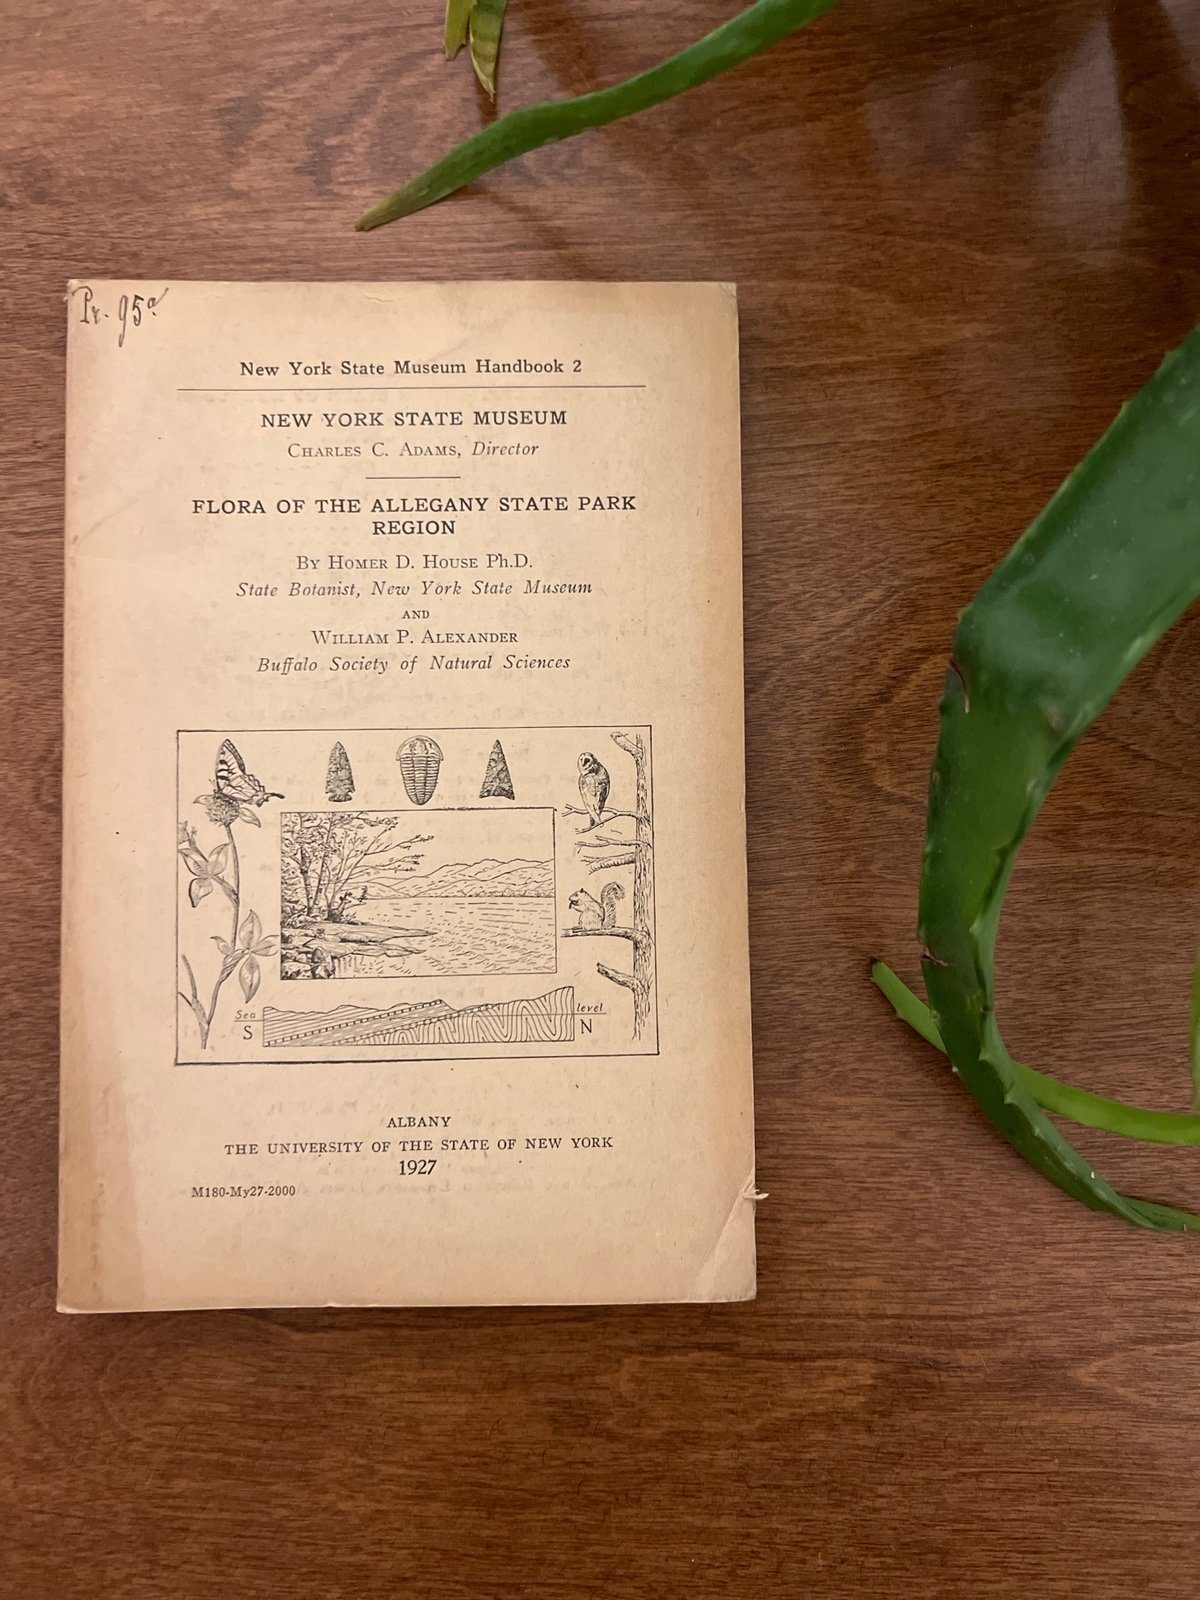 Pr. 95a
New York State Museum Handbook 2
NEW YORK STATE MUSEUM
CHARLES C. ADAMS, Director
FLORA OF THE ALLEGANY STATE PARK
REGION
BY HOMER D. HOUSE Ph.D.
State Botanist, New York State Museum
AND
WILLIAM P. ALEXANDER
Buffalo Society of Natural Sciences
Sea level
S N
ALBANY
THE UNIVERSITY OF THE STATE OF NEW YORK
1927
M180-My27-2000